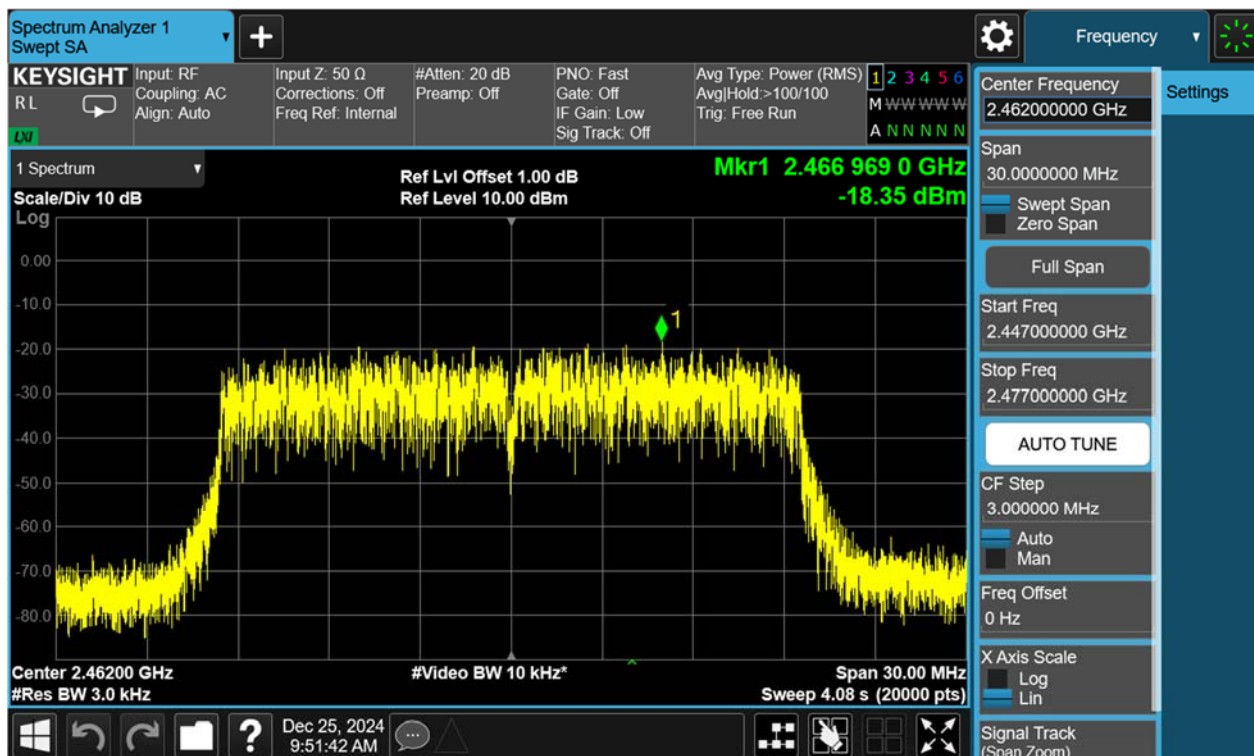 Spectrum Analyzer 1
Swept SA
+
Frequency
KEYSIGHT
R L
LXI
Input: RF
Coupling: AC
Align: Auto
Input Z: 50 Ω
Corrections: Off
Freq Ref: Internal
#Atten: 20 dB
Preamp: Off
PNO: Fast
Gate: Off
IF Gain: Low
Sig Track: Off
Avg Type: Power (RMS)
Avg|Hold:>100/100
Trig: Free Run
1 2 3 4 5 6
M W W W W W W
A N N N N N N
1 Spectrum
Scale/Div 10 dB
Ref Lvl Offset 1.00 dB
Ref Level 10.00 dBm
Mkr1 2.466 969 0 GHz
-18.35 dBm
Log
0.00
-10.0
-20.0
-30.0
-40.0
-50.0
-60.0
-70.0
-80.0
1
Center 2.46200 GHz
#Video BW 10 kHz*
Span 30.00 MHz
#Res BW 3.0 kHz
Sweep 4.08 s (20000 pts)
Center Frequency
2.462000000 GHz
Settings
Span
30.0000000 MHz
Swept Span
Zero Span
Full Span
Start Freq
2.447000000 GHz
Stop Freq
2.477000000 GHz
AUTO TUNE
CF Step
3.000000 MHz
Auto
Man
Freq Offset
0 Hz
X Axis Scale
Log
Lin
Signal Track
(Span Zoom)
?
Dec 25, 2024
9:51:42 AM